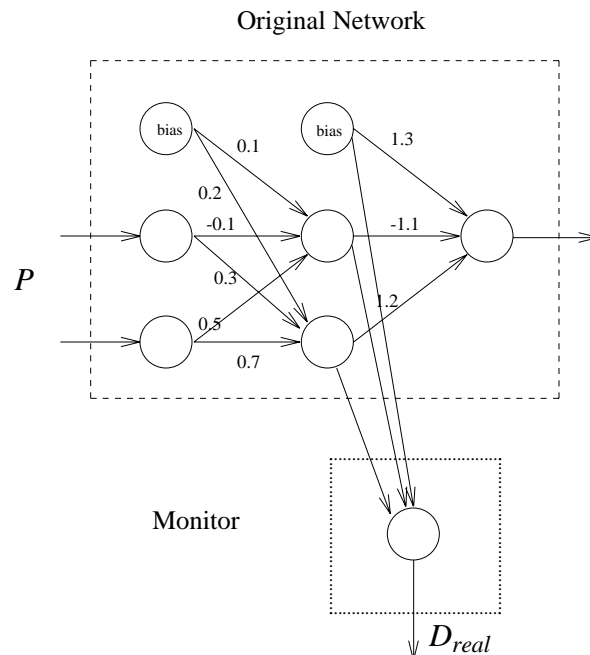 Original Network
bias
bias
0.1
1.3
0.2
-0.1
-1.1
P
0.3
1.2
0.5
0.7
Monitor
D_real